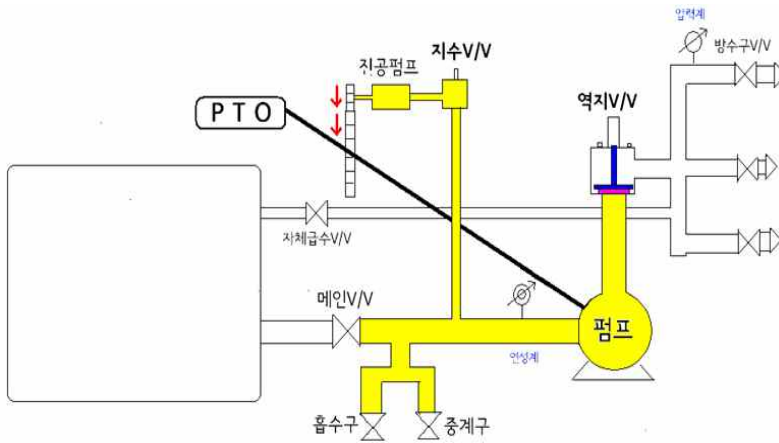 압력계
방수구V/V
지수V/V
진공펌프
역지V/V
P T O
자체급수V/V
메인V/V
펌프
연성계
흡수구
중계구